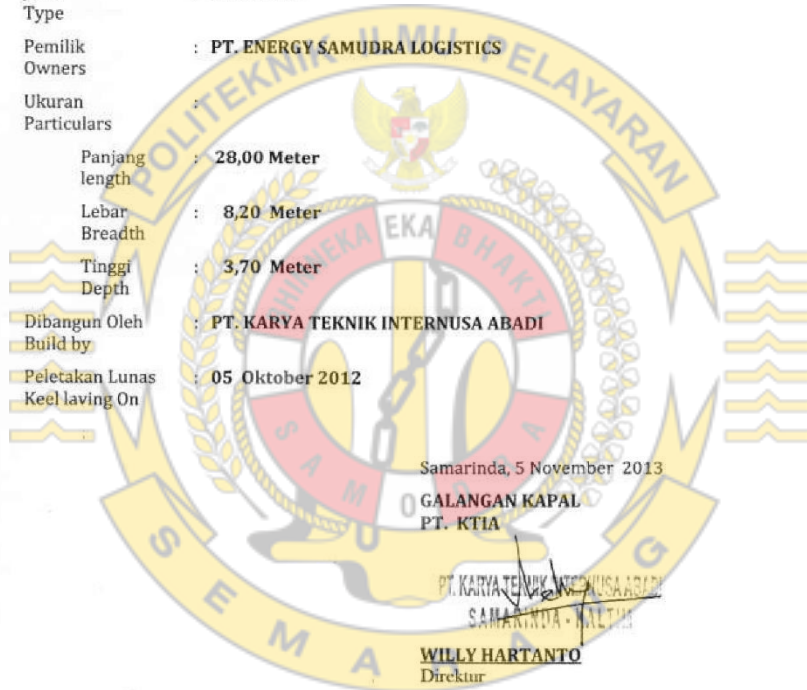 Type
Pemilik : PT. ENERGY SAMUDRA LOGISTICS
Owners
Ukuran :
Particulars
Panjang : 28,00 Meter
length
Lebar : 8,20 Meter
Breadth
Tinggi : 3,70 Meter
Depth
Dibangun Oleh : PT. KARYA TEKNIK INTERNUSA ABADI
Build by
Peletakan Lunas : 05 Oktober 2012
Keel laving On
Samarinda, 5 November 2013
GALANGAN KAPAL
PT. KTIA
PT. KARYA TEKNIK INTERNUSA ABADI
SAMARINDA - KALTIM
WILLY HARTANTO
Direktur
POLITEKNIK ILMU PELAYARAN
BHINNEKA EKA BHAKTI
SAMODRA
SEMARANG